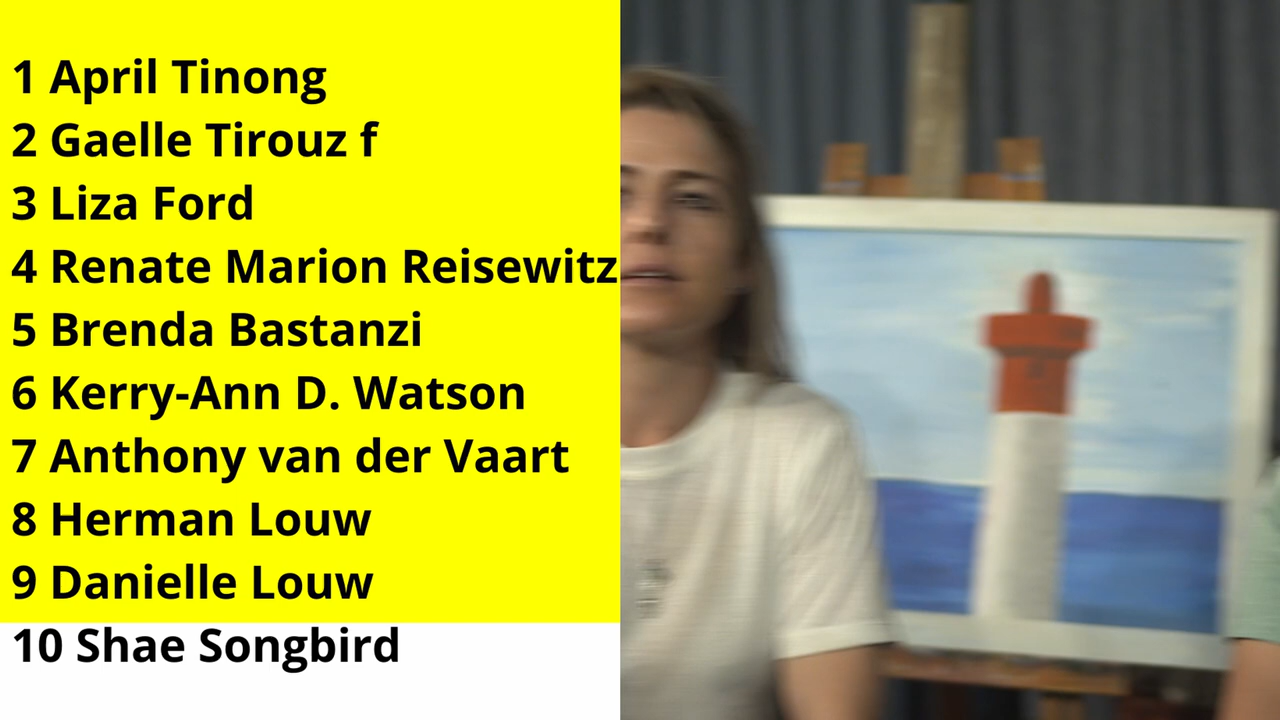 1 April Tinong
2 Gaelle Tirouz f
3 Liza Ford
4 Renate Marion Reisewitz
5 Brenda Bastanzi
6 Kerry-Ann D. Watson
7 Anthony van der Vaart
8 Herman Louw
9 Danielle Louw
10 Shae Songbird